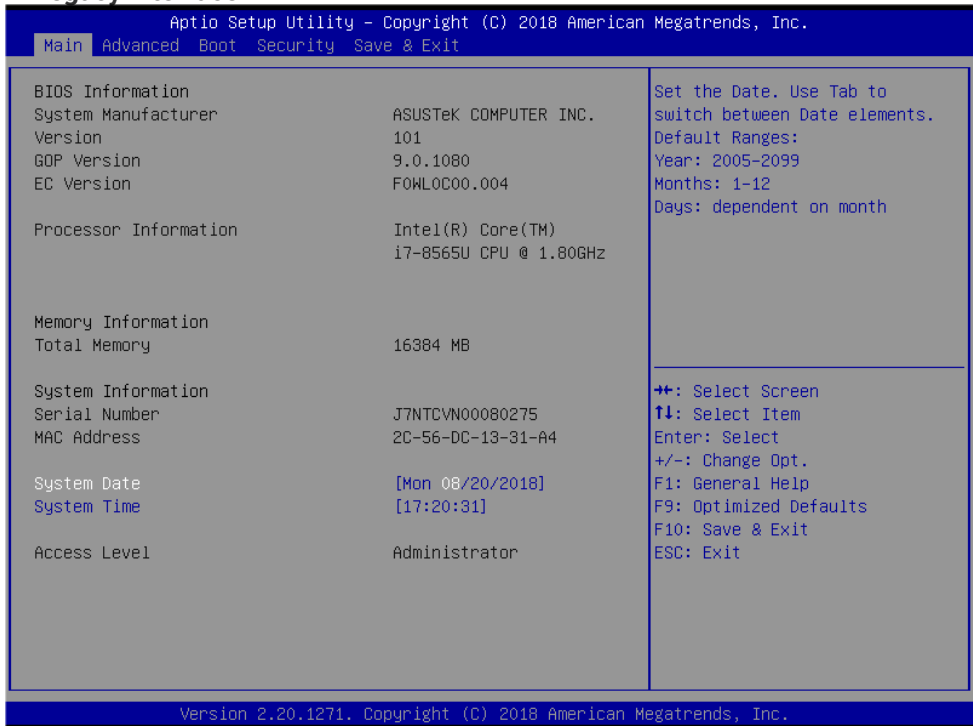 Aptio Setup Utility – Copyright (C) 2018 American Megatrends, Inc.
Main Advanced Boot Security Save & Exit
BIOS Information
System Manufacturer ASUSTeK COMPUTER INC.
Version 101
GOP Version 9.0.1080
EC Version F0WL0C00.004
Processor Information Intel(R) Core(TM)
i7-8565U CPU @ 1.80GHz
Memory Information
Total Memory 16384 MB
System Information
Serial Number J7NTCVN00080275
MAC Address 2C-56-DC-13-31-A4
System Date [Mon 08/20/2018]
System Time [17:20:31]
Access Level Administrator
Set the Date. Use Tab to
switch between Date elements.
Default Ranges:
Year: 2005-2099
Months: 1-12
Days: dependent on month
→←: Select Screen
↑↓: Select Item
Enter: Select
+/-: Change Opt.
F1: General Help
F9: Optimized Defaults
F10: Save & Exit
ESC: Exit
Version 2.20.1271. Copyright (C) 2018 American Megatrends, Inc.